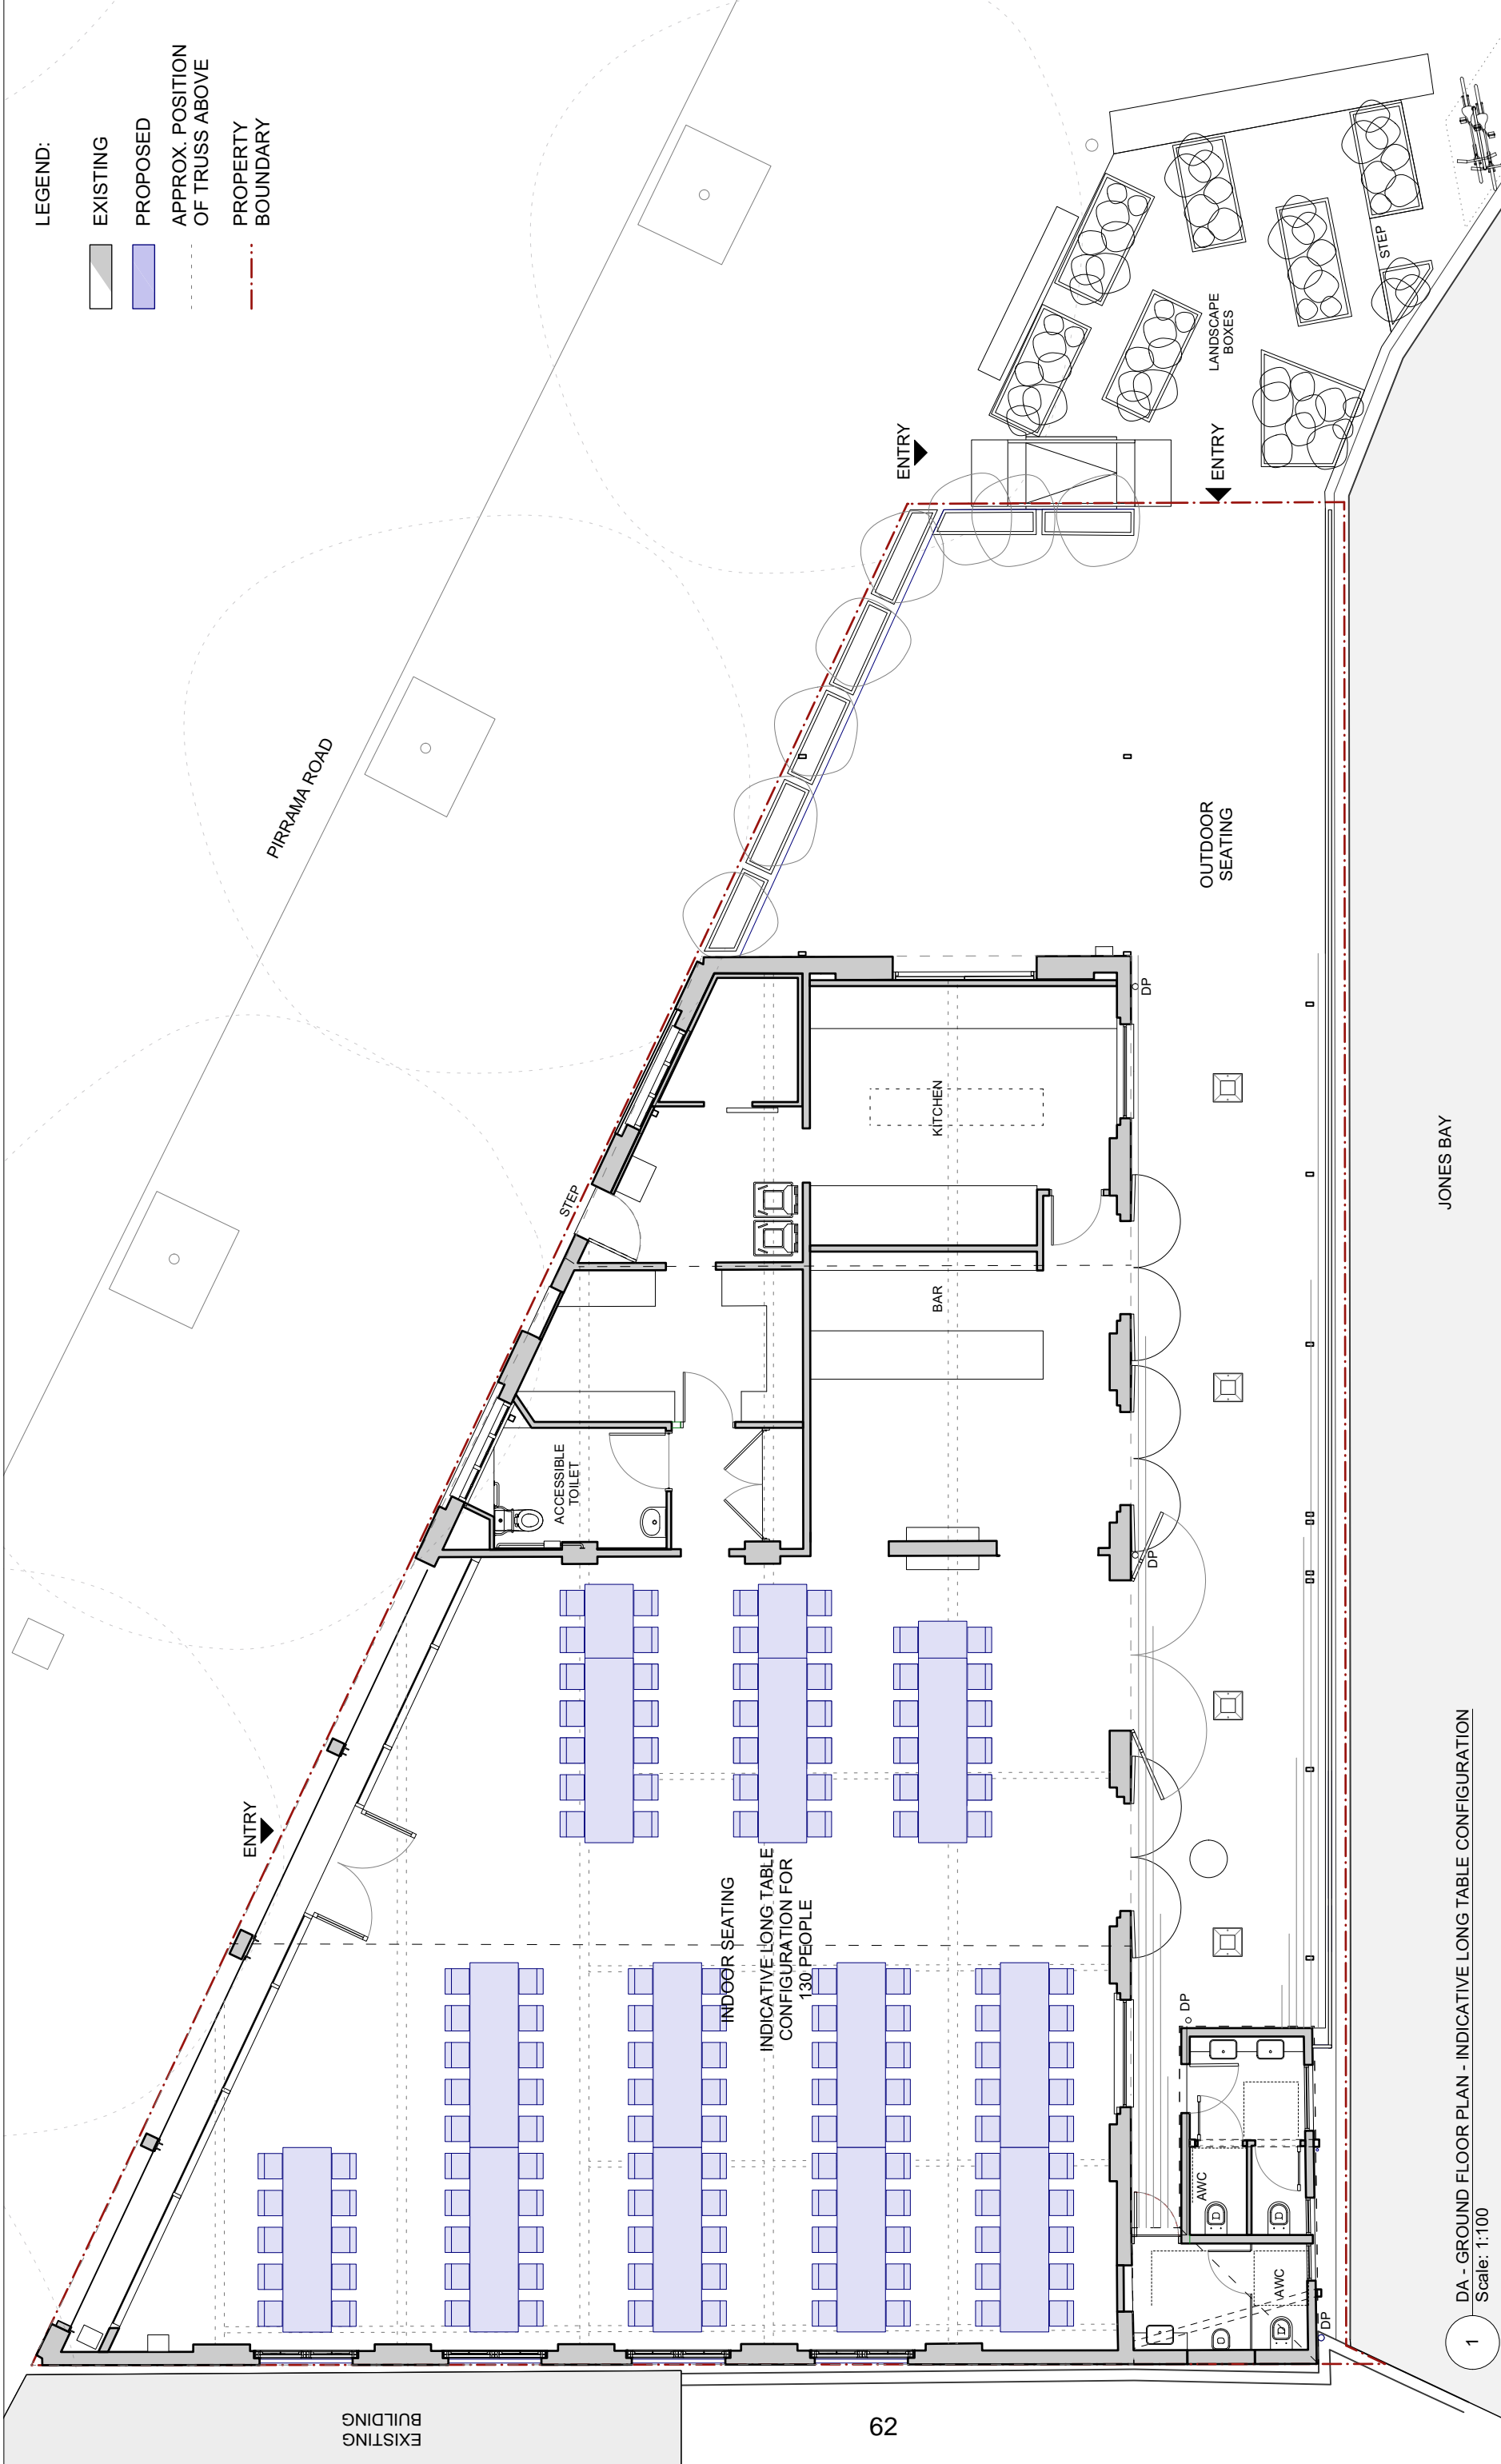 LEGEND:
EXISTING
PROPOSED
APPROX. POSITION
OF TRUSS ABOVE
PROPERTY
BOUNDARY
PIRRAMA ROAD
ENTRY
ENTRY
ENTRY
STEP
LANDSCAPE
BOXES
STEP
OUTDOOR
SEATING
KITCHEN
BAR
ACCESSIBLE
TOILET
INDOOR SEATING
INDICATIVE LONG TABLE
CONFIGURATION FOR
130 PEOPLE
DP
DP
DP
DP
AWC
AWC
JONES BAY
EXISTING
BUILDING
62
1
DA - GROUND FLOOR PLAN - INDICATIVE LONG TABLE CONFIGURATION
Scale: 1:100